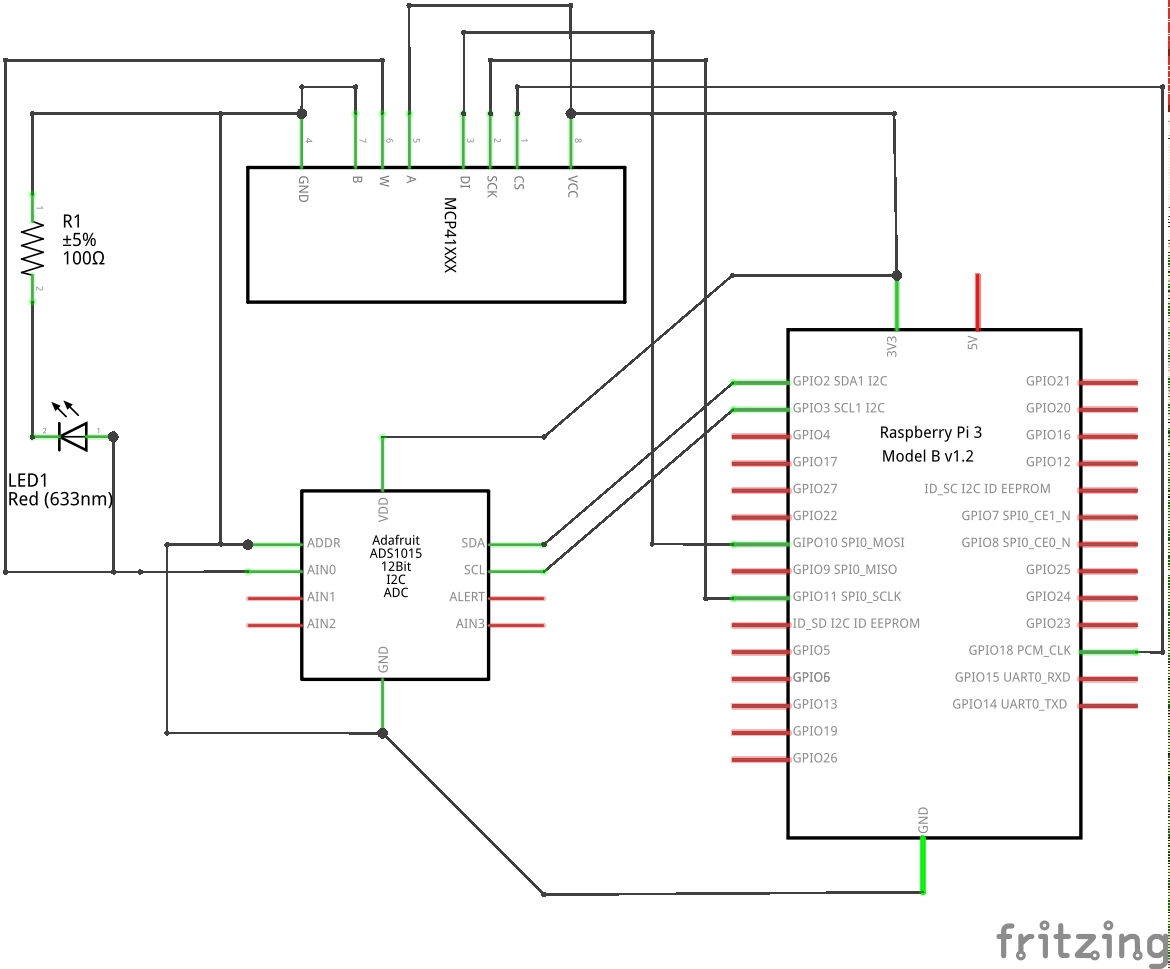 4
7
6
5
3
2
1
8
GND
B
W
A
DI
SCK
CS
VCC
MCP41XXX
1
R1
±5%
100Ω
2
3V3
5V
GPIO2 SDA1 I2C
GPIO3 SCL1 I2C
GPIO4
GPIO17
GPIO27
GPIO22
GIPO10 SPI0_MOSI
GPIO9 SPI0_MISO
GPIO11 SPI0_SCLK
ID_SD I2C ID EEPROM
GPIO5
GPIO6
GPIO13
GPIO19
GPIO26
Raspberry Pi 3
Model B v1.2
GPIO21
GPIO20
GPIO16
GPIO12
ID_SC I2C ID EEPROM
GPIO7 SPI0_CE1_N
GPIO8 SPI0_CE0_N
GPIO25
GPIO24
GPIO23
GPIO18 PCM_CLK
GPIO15 UART0_RXD
GPIO14 UART0_TXD
GND
2
1
LED1
Red (633nm)
VDD
ADDR
AIN0
AIN1
AIN2
Adafruit
ADS1015
12Bit
I2C
ADC
SDA
SCL
ALERT
AIN3
GND
fritzing